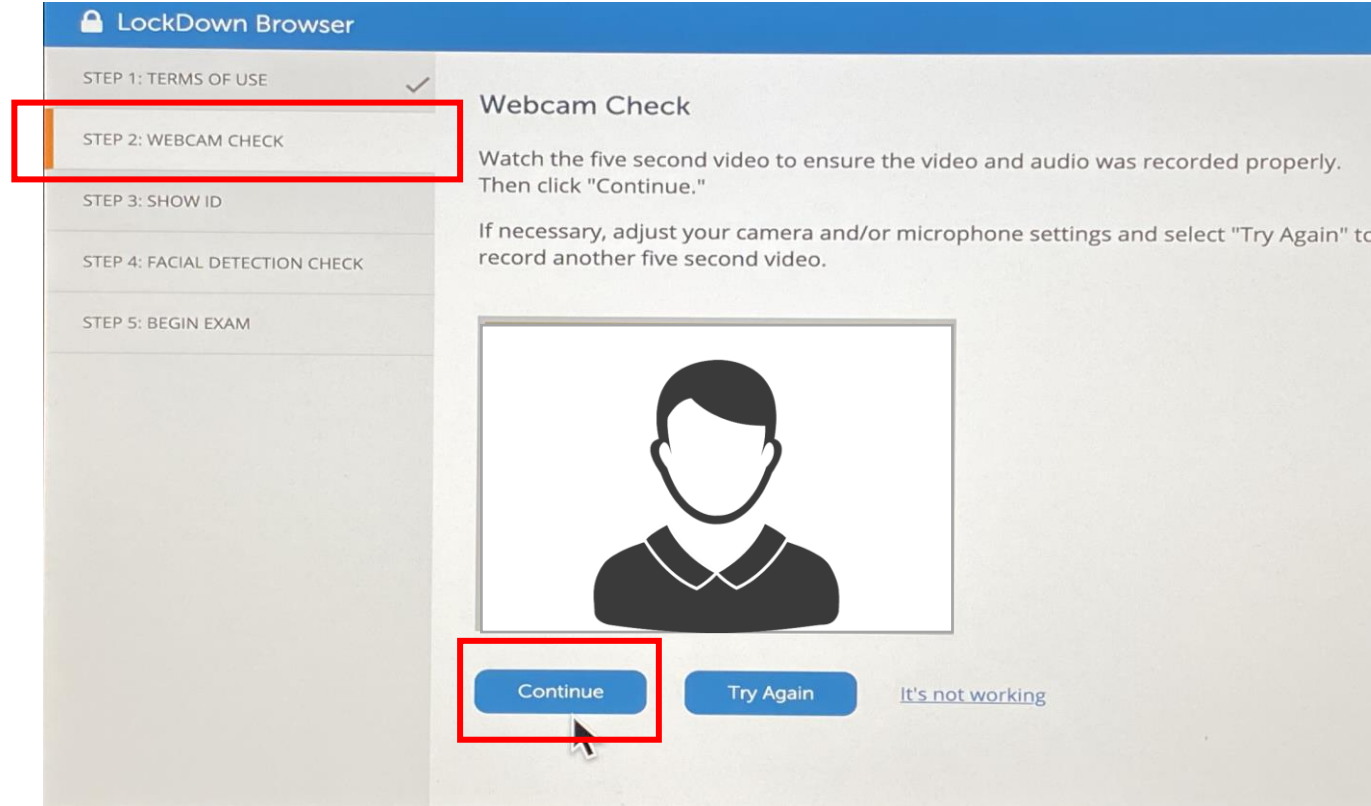 LockDown Browser
STEP 1: TERMS OF USE
STEP 2: WEBCAM CHECK
STEP 3: SHOW ID
STEP 4: FACIAL DETECTION CHECK
STEP 5: BEGIN EXAM
Webcam Check
Watch the five second video to ensure the video and audio was recorded properly.
Then click "Continue."
If necessary, adjust your camera and/or microphone settings and select "Try Again" to
record another five second video.
Continue
Try Again
It's not working